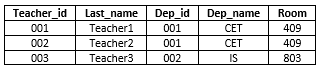 Teacher_id Last_name Dep_id Dep_name Room
001 Teacher1 001 CET 409
002 Teacher2 001 CET 409
003 Teacher3 002 IS 803